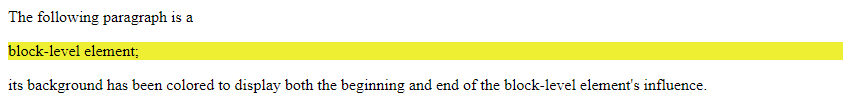 The following paragraph is a
block-level element;
its background has been colored to display both the beginning and end of the block-level element's influence.